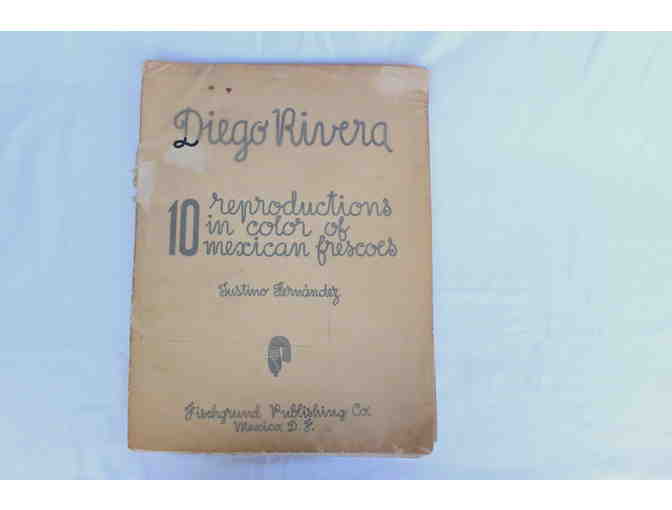 Diego Rivera
10 reproductions
in color of
mexican frescoes
Justino Fernández
Fischgrund Publishing Co.
Mexico D. F.